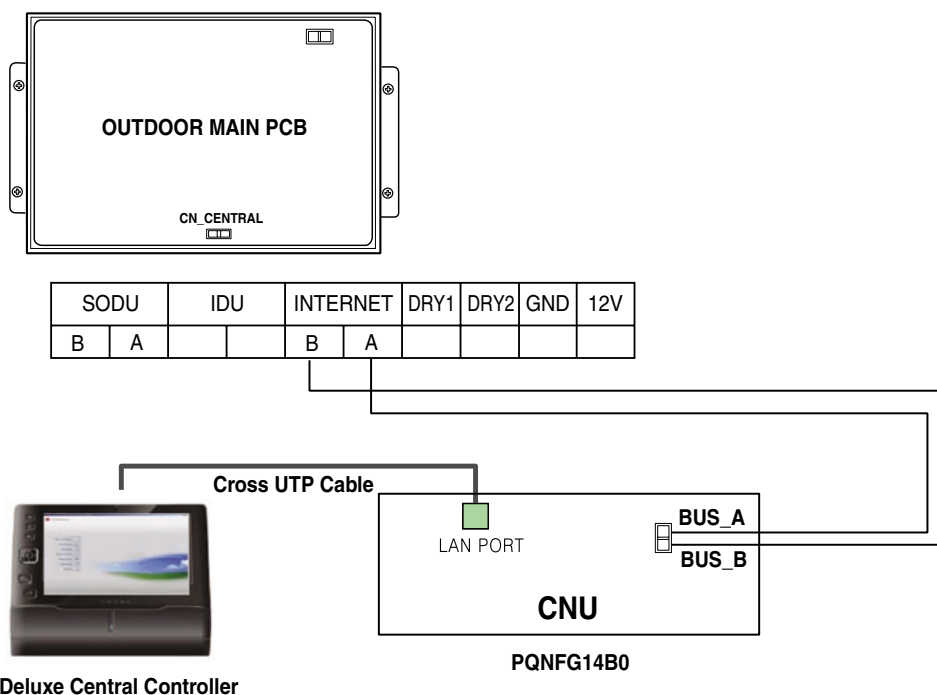 OUTDOOR MAIN PCB
CN_CENTRAL
SODU IDU INTERNET DRY1 DRY2 GND 12V
B A B A
Cross UTP Cable
BUS_A
LAN PORT
BUS_B
CNU
PQNFG14B0
Deluxe Central Controller